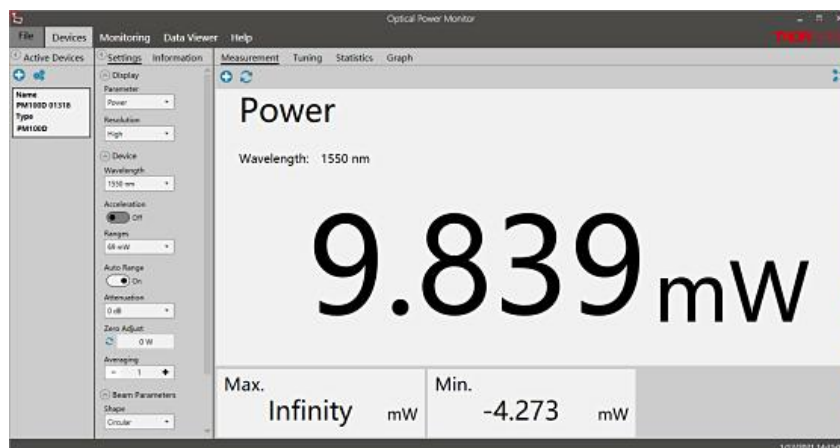 Optical Power Monitor
File Devices Monitoring Data Viewer Help
Active Devices Settings Information Measurement Tuning Statistics Graph
Name
PM100D 01316
Type
PM100D
Display
Parameter
Power
Resolution
High
Device
Wavelength
1550 nm
Acceleration
Off
Ranges
69 mW
Auto Range
On
Attenuation
0 dB
Zero Adjust
0 W
Averaging
- 1 +
Beam Parameters
Shape
Circular
Power
Wavelength: 1550 nm
9.839 mW
Max.
Infinity mW
Min.
-4.273 mW